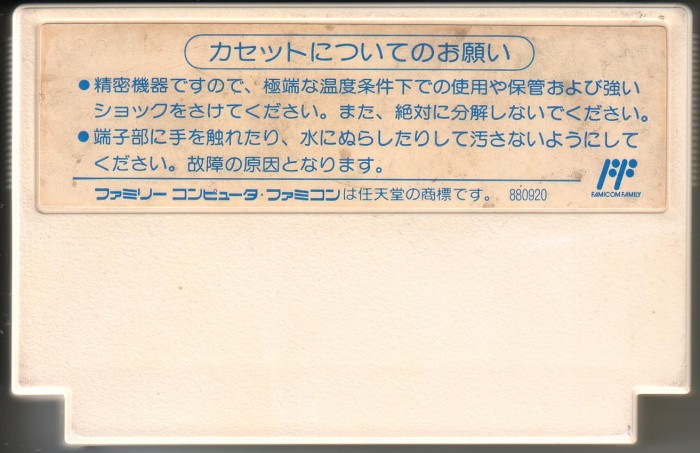 カセットについてのお願い
●精密機器ですので、極端な温度条件下での使用や保管および強い
ショックをさけてください。また、絶対に分解しないでください。
●端子部に手を触れたり、水にぬらしたりして汚さないようにして
ください。故障の原因となります。
ファミリー コンピュータ・ファミコンは任天堂の商標です。 880920
FF
FAMICOM FAMILY